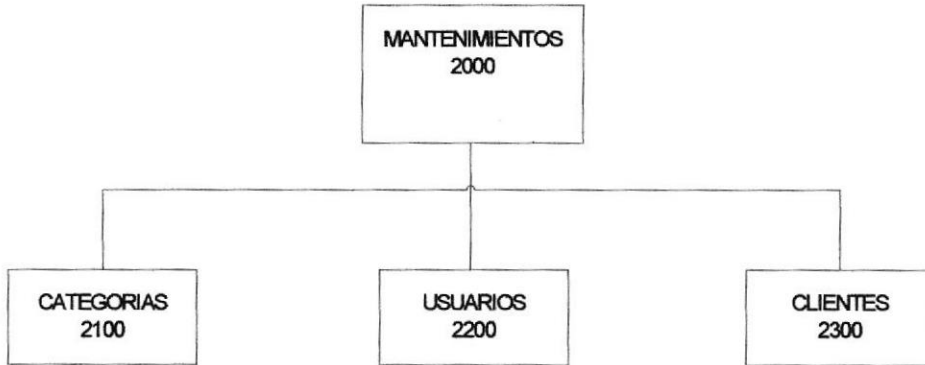 MANTENIMIENTOS
2000
CATEGORIAS
2100
USUARIOS
2200
CLIENTES
2300